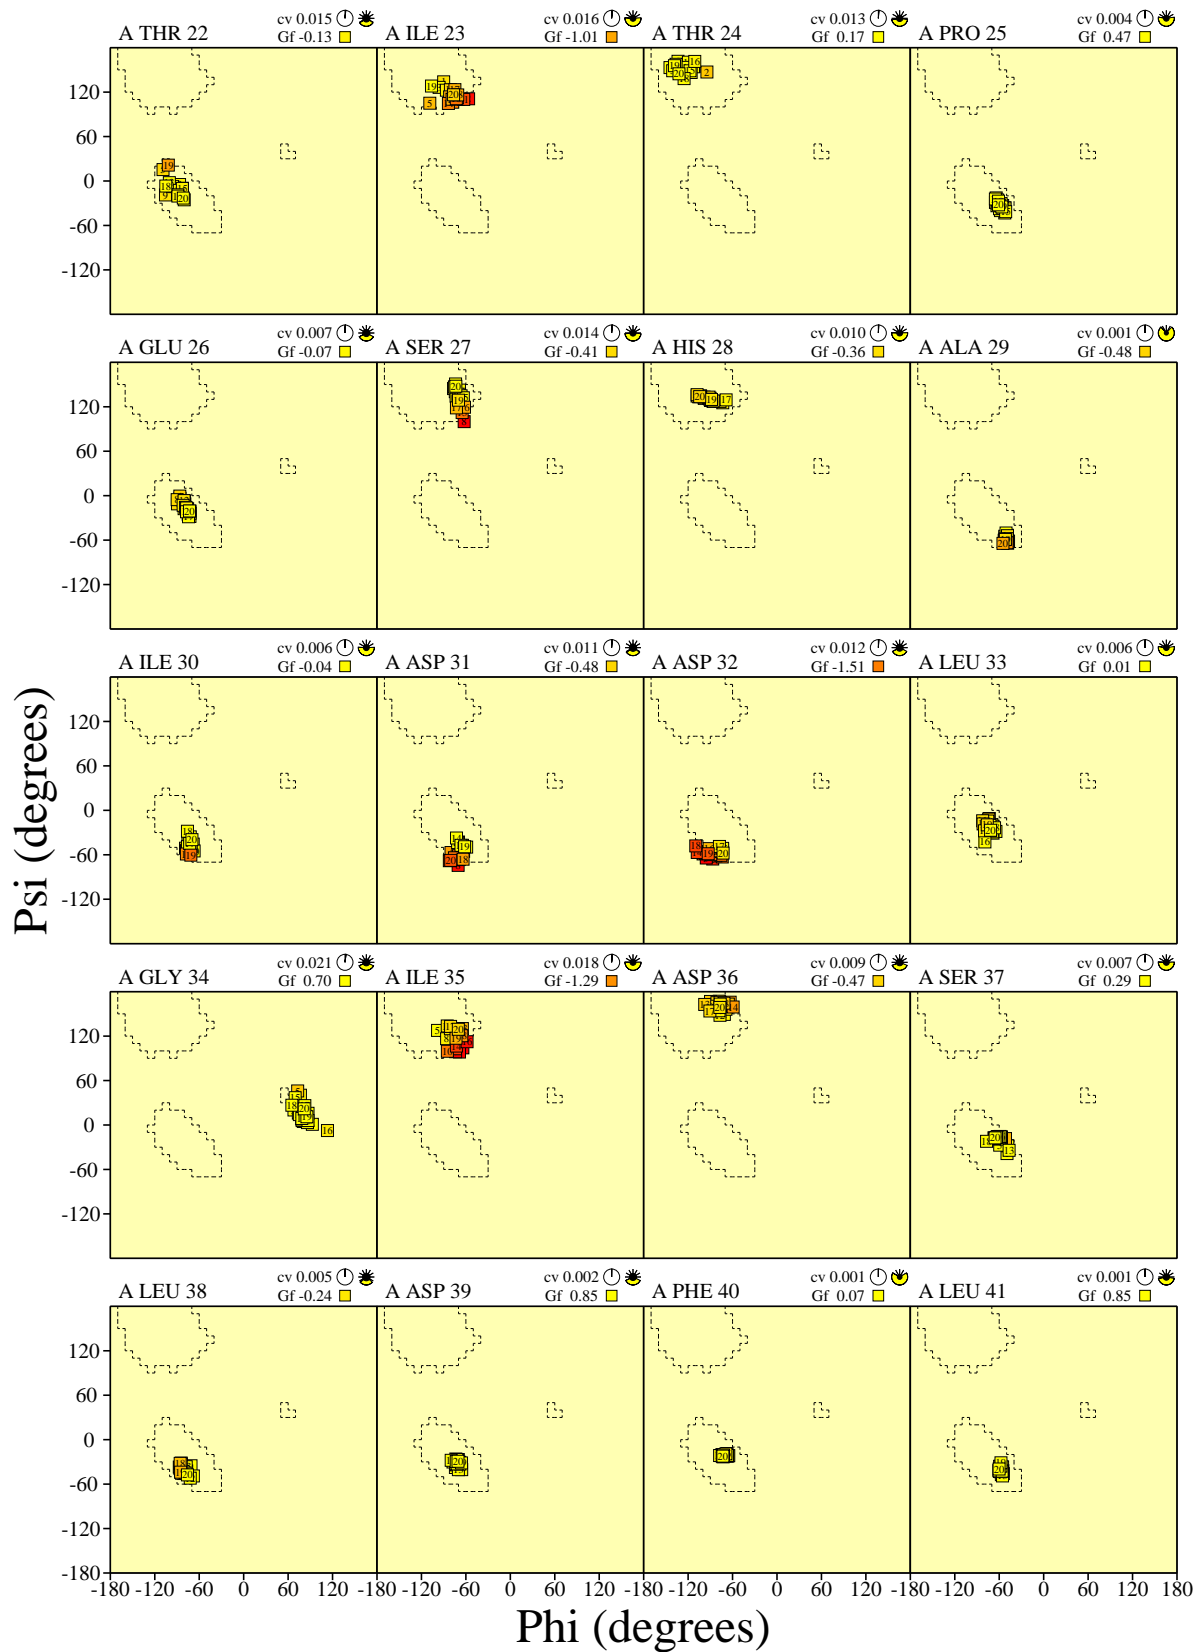 cv 0.015 cv 0.016 cv 0.013 cv 0.004
A THR 22 Gf -0.13 A ILE 23 Gf -1.01 A THR 24 Gf 0.17 A PRO 25 Gf 0.47
120
60
0
-60
-120
cv 0.007 cv 0.014 cv 0.010 cv 0.001
A GLU 26 Gf -0.07 A SER 27 Gf -0.41 A HIS 28 Gf -0.36 A ALA 29 Gf -0.48
120
60
0
-60
-120
cv 0.006 cv 0.011 cv 0.012 cv 0.006
A ILE 30 Gf -0.04 A ASP 31 Gf -0.48 A ASP 32 Gf -1.51 A LEU 33 Gf 0.01
120
60
0
-60
-120
Psi (degrees)
cv 0.021 cv 0.018 cv 0.009 cv 0.007
A GLY 34 Gf 0.70 A ILE 35 Gf -1.29 A ASP 36 Gf -0.47 A SER 37 Gf 0.29
120
60
0
-60
-120
cv 0.005 cv 0.002 cv 0.001 cv 0.001
A LEU 38 Gf -0.24 A ASP 39 Gf 0.85 A PHE 40 Gf 0.07 A LEU 41 Gf 0.85
120
60
0
-60
-120
-180
-180 -120 -60 0 60 120 -180 -120 -60 0 60 120 -180 -120 -60 0 60 120 -180 -120 -60 0 60 120 180
Phi (degrees)